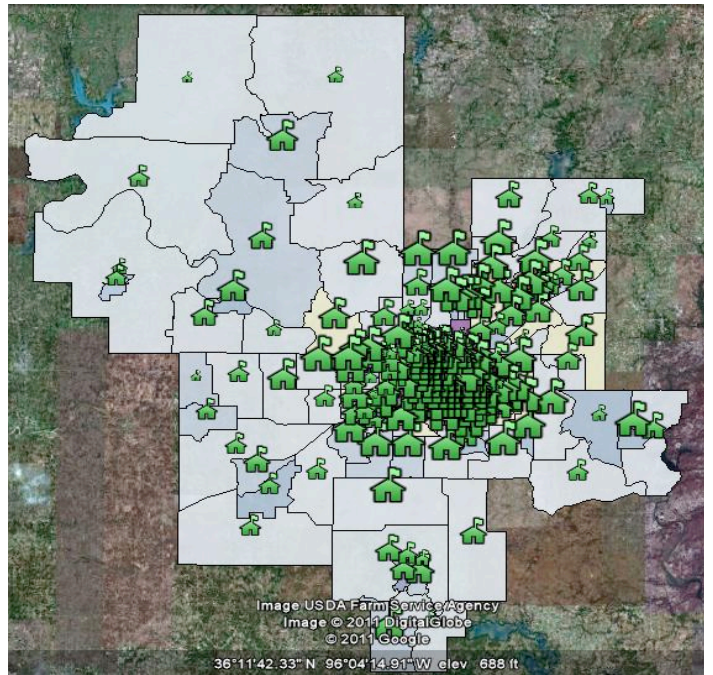 Image USDA Farm Service Agency
Image © 2011 DigitalGlobe
© 2011 Google
36°11'42.33" N 96°04'14.91" W elev 688 ft